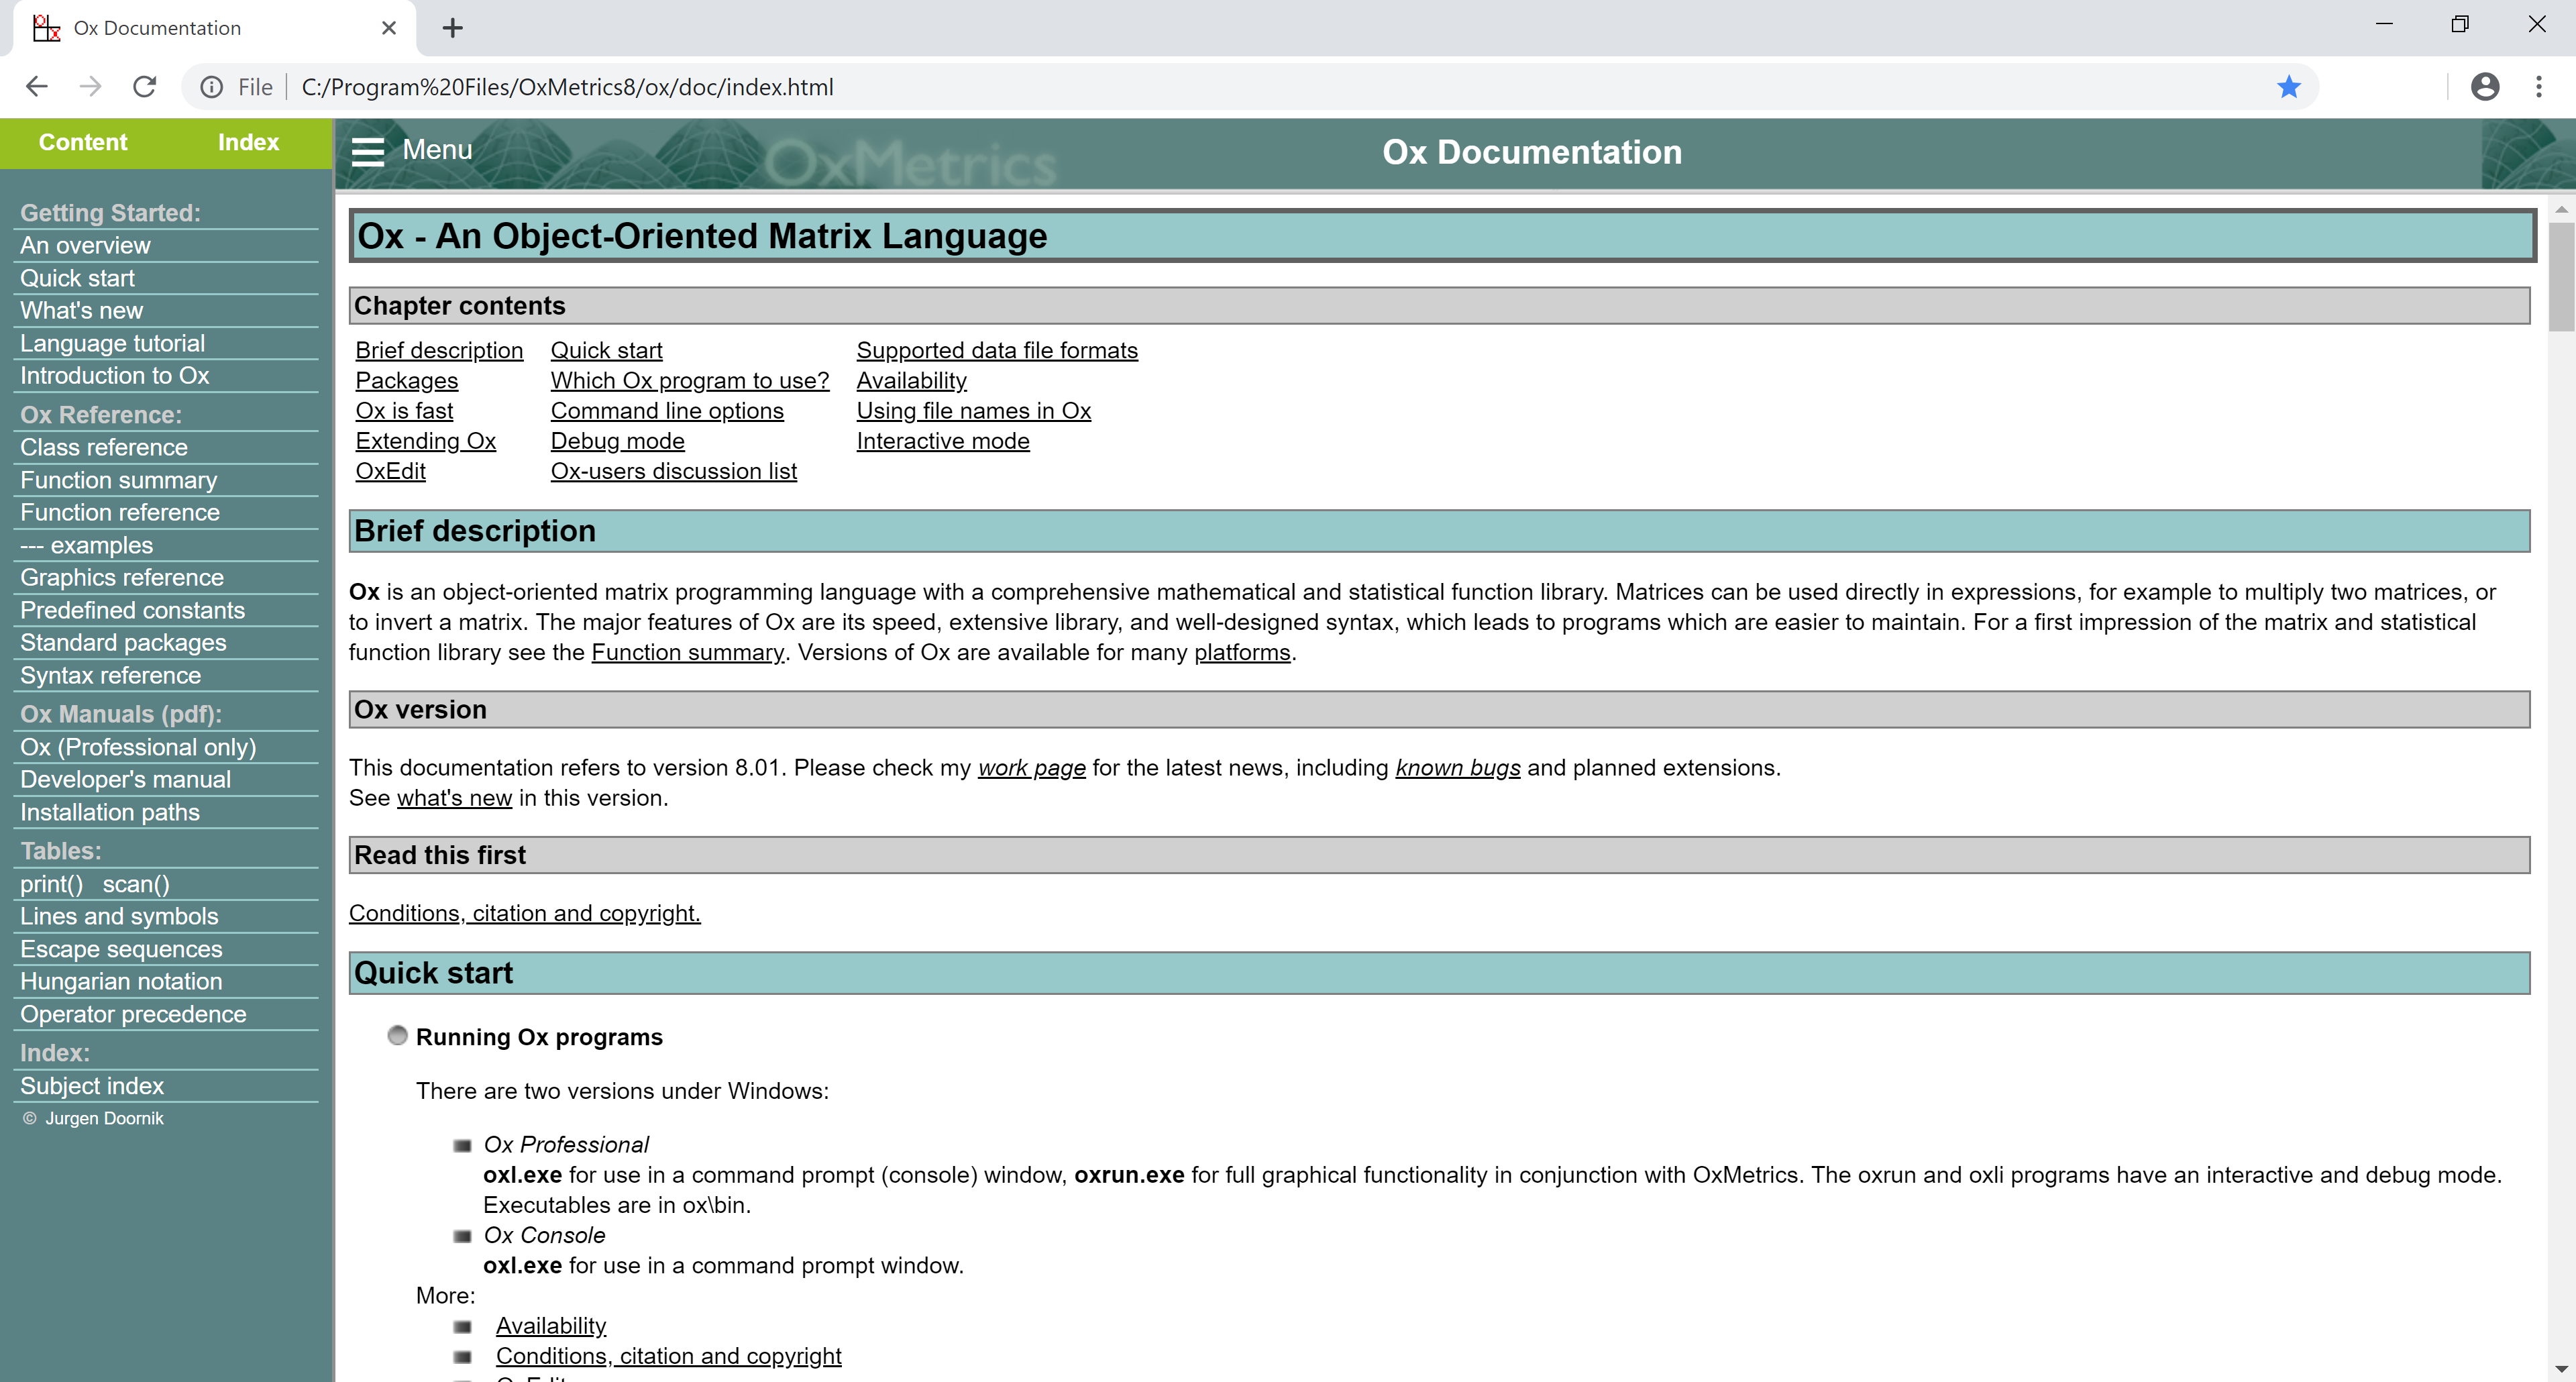 Ox Documentation
File C:/Program%20Files/OxMetrics8/ox/doc/index.html
Content Index
Getting Started:
An overview
Quick start
What's new
Language tutorial
Introduction to Ox
Ox Reference:
Class reference
Function summary
Function reference
--- examples
Graphics reference
Predefined constants
Standard packages
Syntax reference
Ox Manuals (pdf):
Ox (Professional only)
Developer's manual
Installation paths
Tables:
print() scan()
Lines and symbols
Escape sequences
Hungarian notation
Operator precedence
Index:
Subject index
© Jurgen Doornik
Menu OxMetrics Ox Documentation
Ox - An Object-Oriented Matrix Language
Chapter contents
Brief description Quick start Supported data file formats
Packages Which Ox program to use? Availability
Ox is fast Command line options Using file names in Ox
Extending Ox Debug mode Interactive mode
OxEdit Ox-users discussion list
Brief description
Ox is an object-oriented matrix programming language with a comprehensive mathematical and statistical function library. Matrices can be used directly in expressions, for example to multiply two matrices, or
to invert a matrix. The major features of Ox are its speed, extensive library, and well-designed syntax, which leads to programs which are easier to maintain. For a first impression of the matrix and statistical
function library see the Function summary. Versions of Ox are available for many platforms.
Ox version
This documentation refers to version 8.01. Please check my work page for the latest news, including known bugs and planned extensions.
See what's new in this version.
Read this first
Conditions, citation and copyright.
Quick start
Running Ox programs
There are two versions under Windows:
Ox Professional
oxl.exe for use in a command prompt (console) window, oxrun.exe for full graphical functionality in conjunction with OxMetrics. The oxrun and oxli programs have an interactive and debug mode.
Executables are in ox\bin.
Ox Console
oxl.exe for use in a command prompt window.
More:
Availability
Conditions, citation and copyright
OxEdit